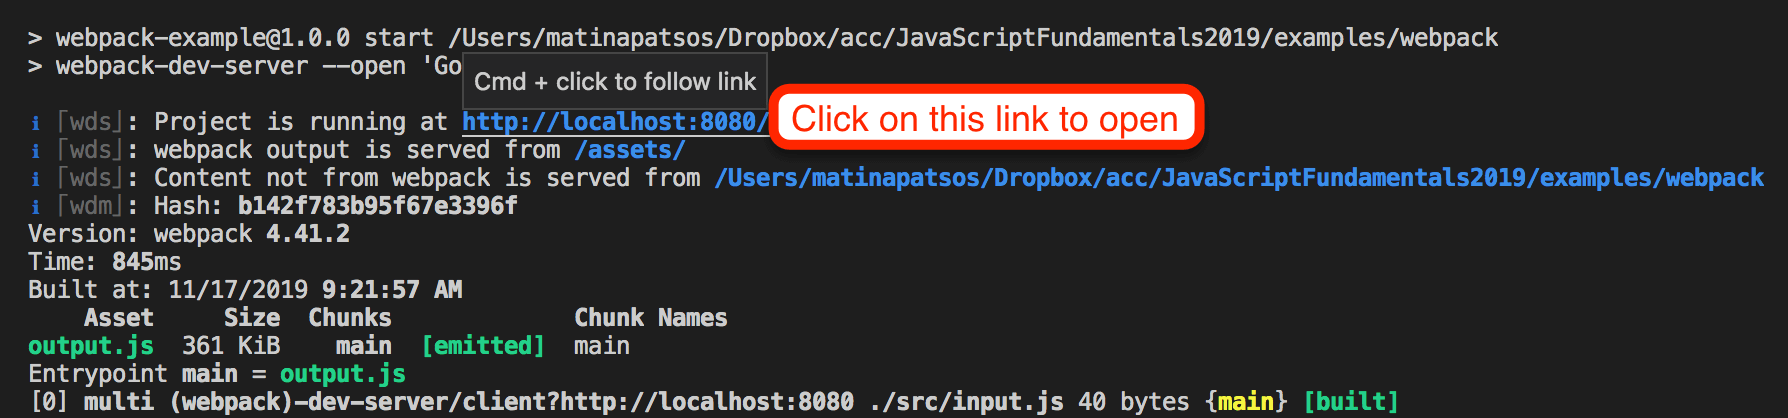 > webpack-example@1.0.0 start /Users/matinapatsos/Dropbox/acc/JavaScriptFundamentals2019/examples/webpack
> webpack-dev-server --open 'Go
Cmd + click to follow link
ℹ ｢wds｣: Project is running at http://localhost:8080/
Click on this link to open
ℹ ｢wds｣: webpack output is served from /assets/
ℹ ｢wds｣: Content not from webpack is served from /Users/matinapatsos/Dropbox/acc/JavaScriptFundamentals2019/examples/webpack
ℹ ｢wdm｣: Hash: b142f783b95f67e3396f
Version: webpack 4.41.2
Time: 845ms
Built at: 11/17/2019 9:21:57 AM
Asset Size Chunks Chunk Names
output.js 361 KiB main [emitted] main
Entrypoint main = output.js
[0] multi (webpack)-dev-server/client?http://localhost:8080 ./src/input.js 40 bytes {main} [built]